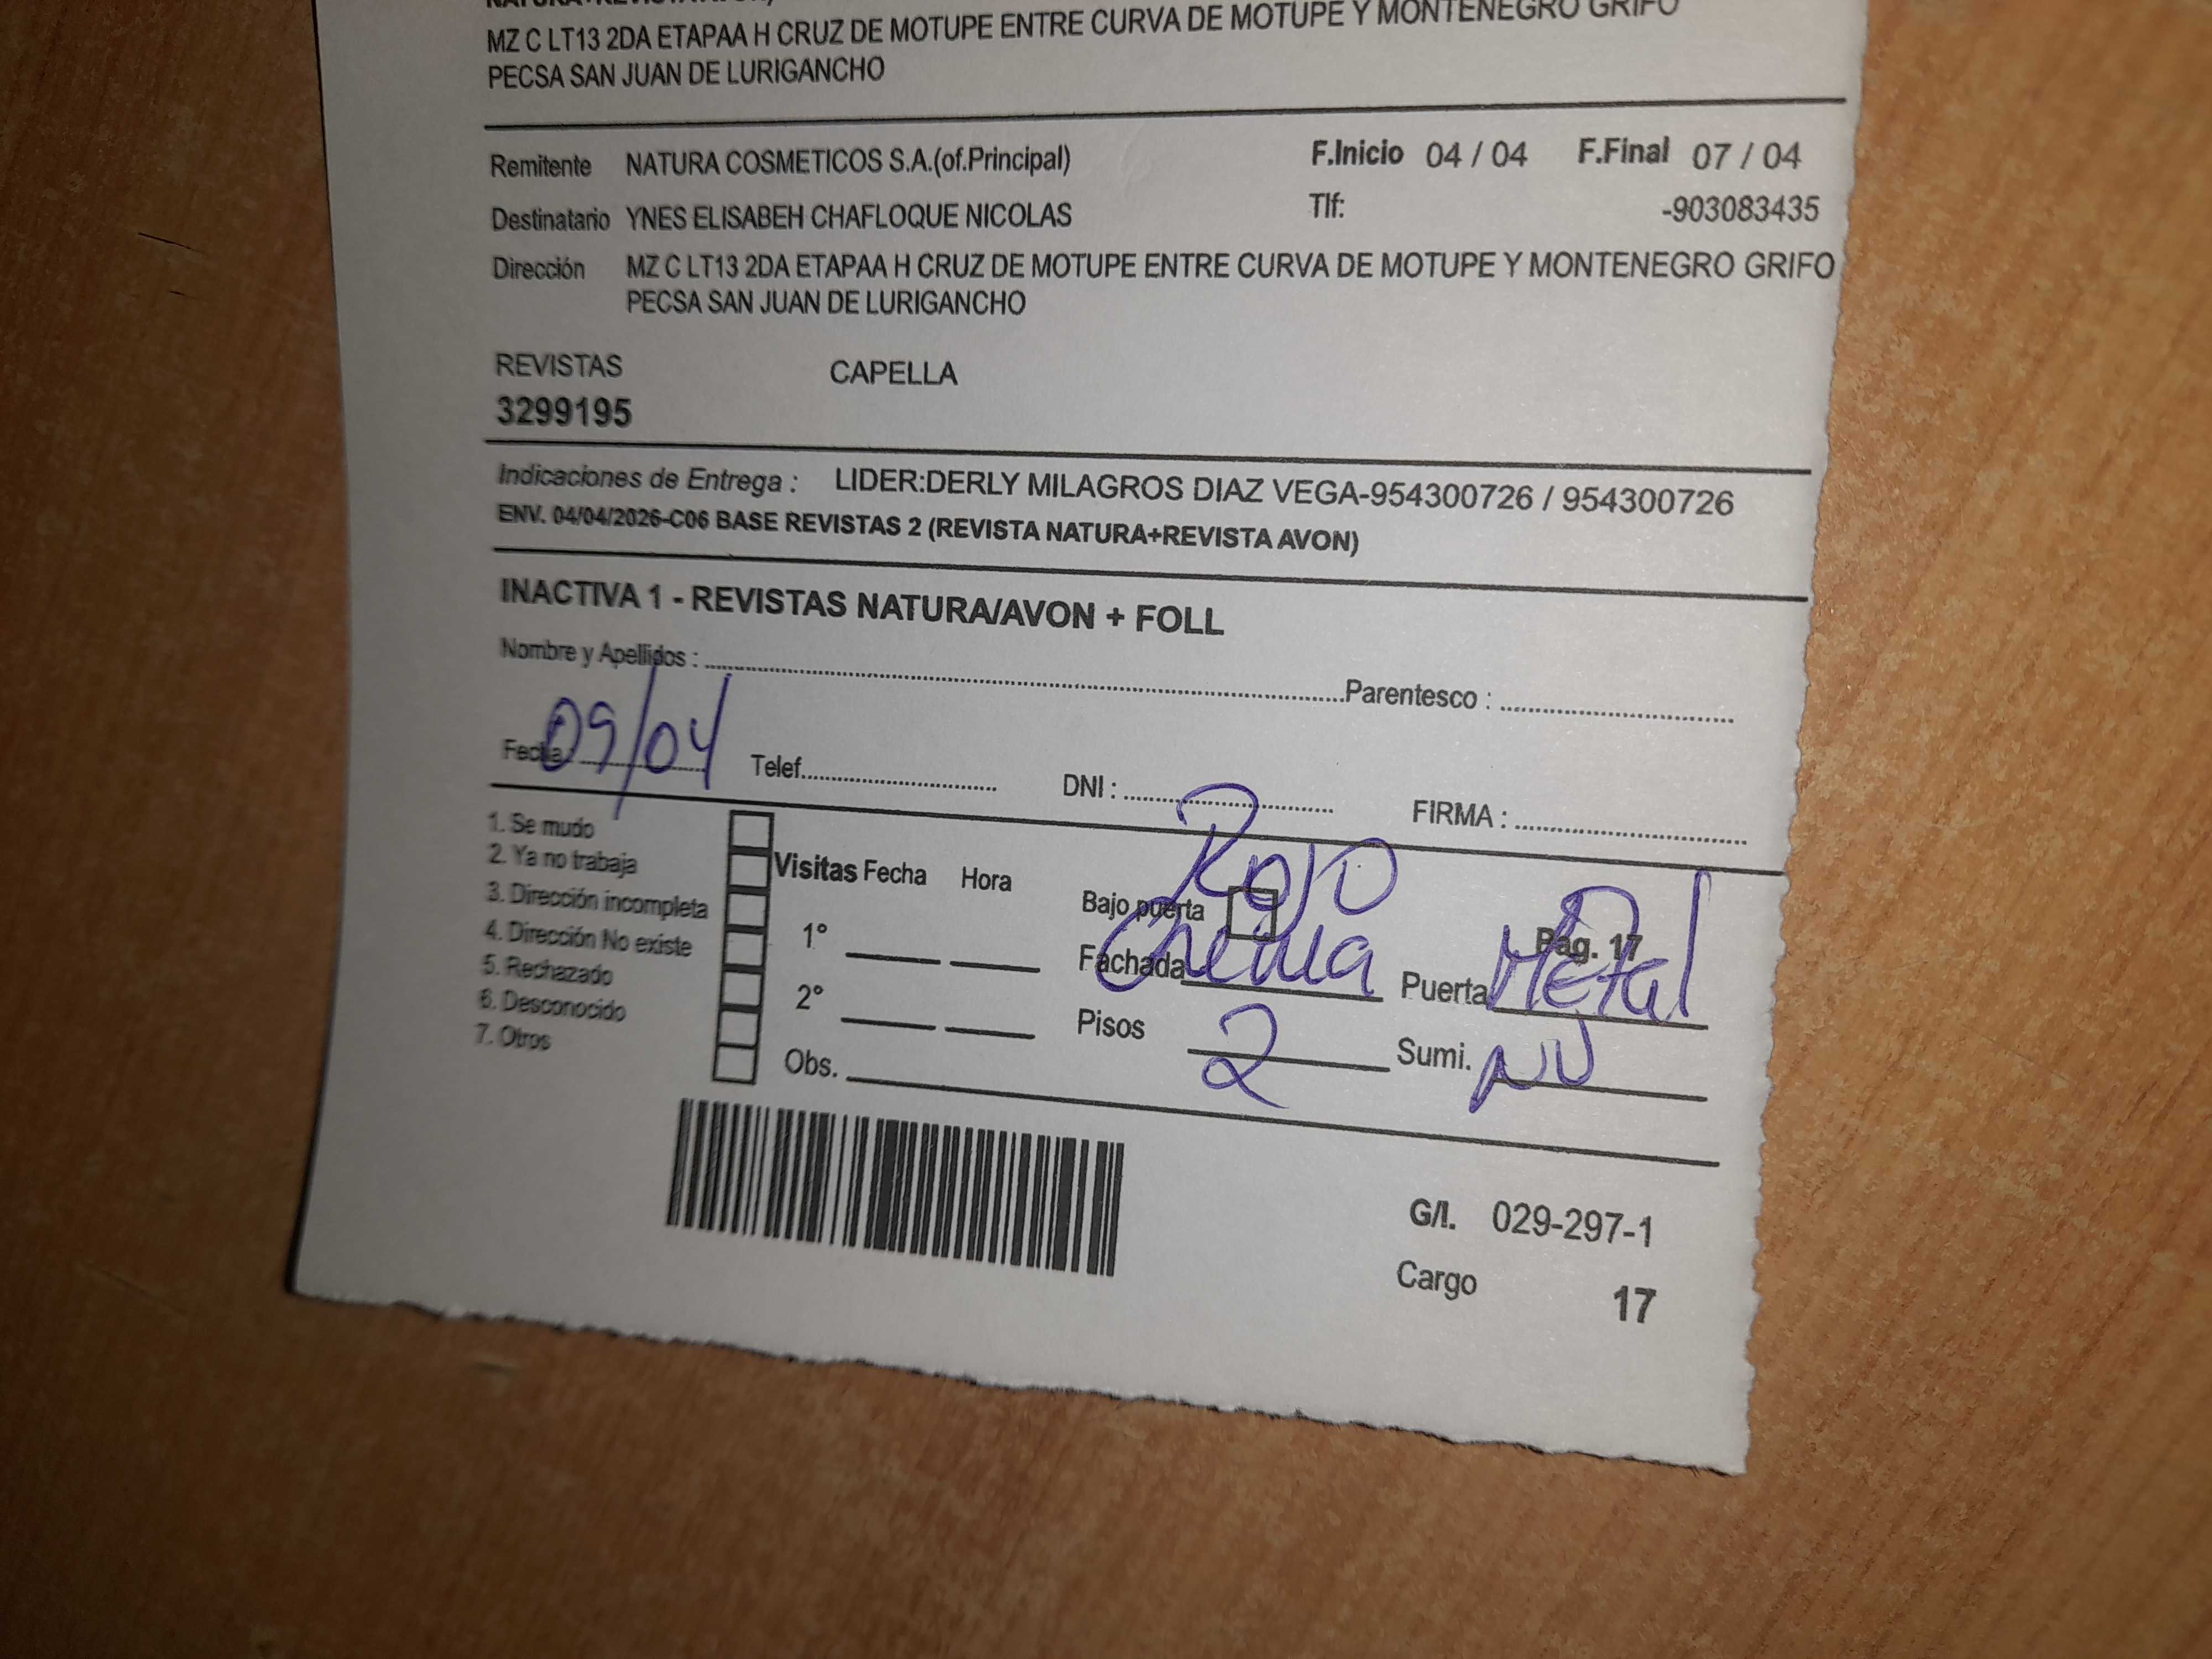 MZ C LT13 2DA ETAPAA H CRUZ DE MOTUPE ENTRE CURVA DE MOTUPE Y MONTENEGRO GRIFO
PECSA SAN JUAN DE LURIGANCHO
Remitente NATURA COSMETICOS S.A.(of.Principal) F.Inicio 04 / 04 F.Final 07 / 04
Destinatario YNES ELISABEH CHAFLOQUE NICOLAS Tlf: -903083435
Dirección MZ C LT13 2DA ETAPAA H CRUZ DE MOTUPE ENTRE CURVA DE MOTUPE Y MONTENEGRO GRIFO
PECSA SAN JUAN DE LURIGANCHO
REVISTAS CAPELLA
3299195
Indicaciones de Entrega : LIDER:DERLY MILAGROS DIAZ VEGA-954300726 / 954300726
ENV. 04/04/2026-C06 BASE REVISTAS 2 (REVISTA NATURA+REVISTA AVON)
INACTIVA 1 - REVISTAS NATURA/AVON + FOLL
Nombre y Apellidos : Parentesco :
Fecha 09/04 Telef. DNI : FIRMA :
1. Se mudo
2. Ya no trabaja
3. Dirección incompleta
4. Dirección No existe
5. Rechazado
6. Desconocido
7. Otros
Visitas Fecha Hora
1°
2°
Obs.
Rojo
Bajo puerta Pag. 17
Fachada Crema Puerta Metal
Pisos 2 Sumi.
G/I. 029-297-1
Cargo 17